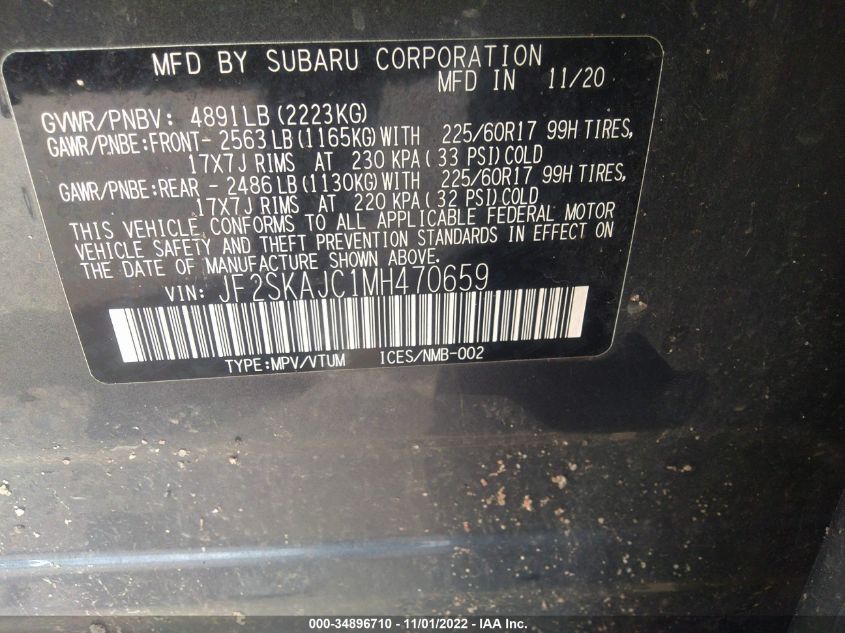 MFD BY SUBARU CORPORATION
MFD IN 11/20
GVWR/PNBV: 4891LB (2223KG)
GAWR/PNBE:FRONT- 2563 LB (1165KG) WITH 225/60R17 99H TIRES,
17X7J RIMS AT 230 KPA ( 33 PSI) COLD
GAWR/PNBE:REAR - 2486 LB (1130KG) WITH 225/60R17 99H TIRES,
17X7J RIMS AT 220 KPA ( 32 PSI) COLD
THIS VEHICLE CONFORMS TO ALL APPLICABLE FEDERAL MOTOR
VEHICLE SAFETY AND THEFT PREVENTION STANDARDS IN EFFECT ON
THE DATE OF MANUFACTURE SHOWN ABOVE.
VIN: JF2SKAJC1MH470659
TYPE:MPV/VTUM ICES/NMB-002
000-34896710 - 11/01/2022 - IAA Inc.